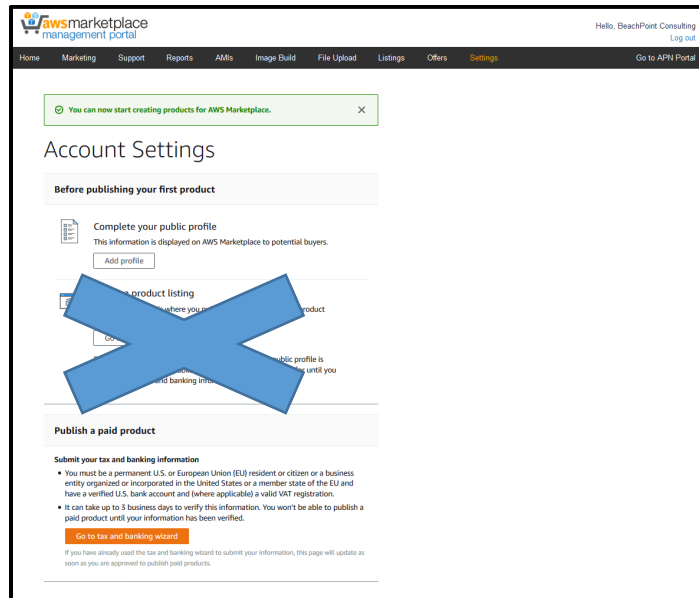 awsmarketplace
management portal
Hello, BeachPoint Consulting
Log out
Home Marketing Support Reports AMIs Image Build File Upload Listings Offers Settings Go to APN Portal
You can now start creating products for AWS Marketplace.
Account Settings
Before publishing your first product
Complete your public profile
This information is displayed on AWS Marketplace to potential buyers.
Add profile
product listing
where you
roduct
Go
public profile is
until you
and banking
Publish a paid product
Submit your tax and banking information
• You must be a permanent U.S. or European Union (EU) resident or citizen or a business
entity organized or incorporated in the United States or a member state of the EU and
have a verified U.S. bank account and (where applicable) a valid VAT registration.
• It can take up to 3 business days to verify this information. You won't be able to publish a
paid product until your information has been verified.
Go to tax and banking wizard
If you have already used the tax and banking wizard to submit your information, this page will update as
soon as you are approved to publish paid products.